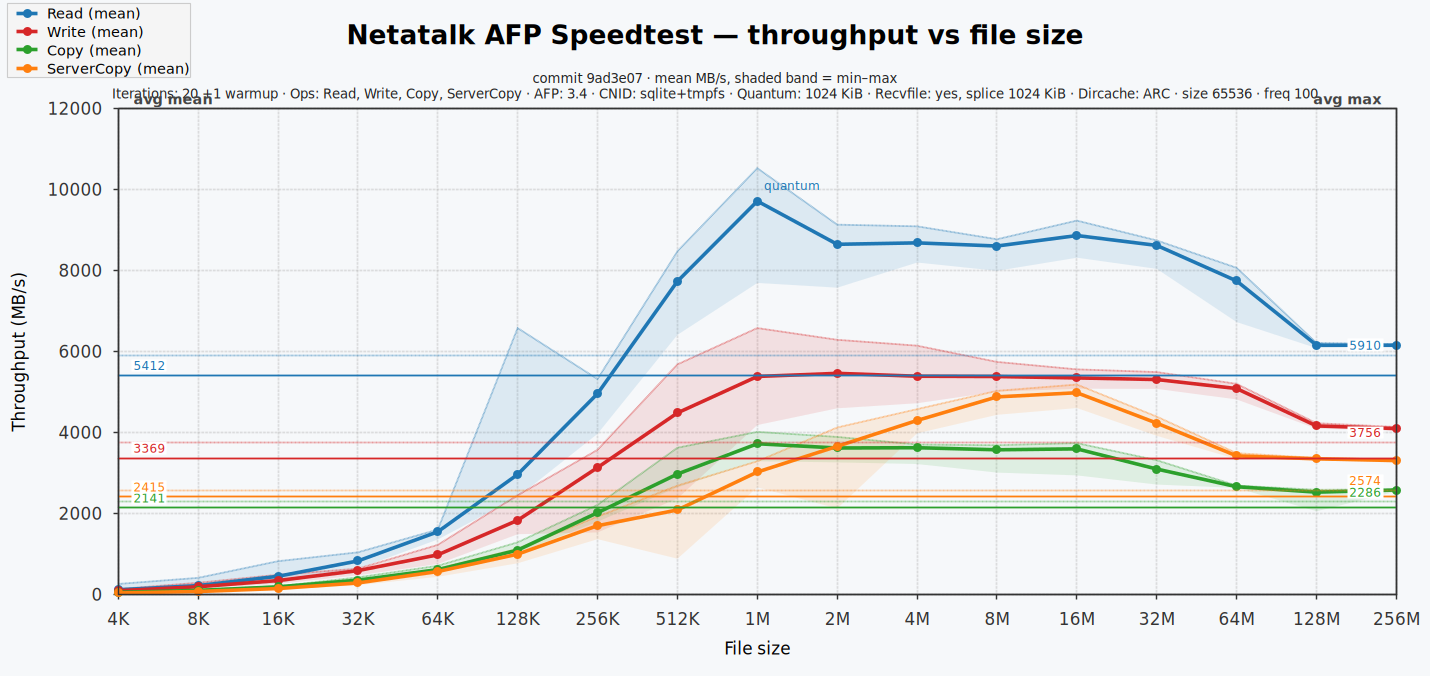 Read (mean)
Write (mean)
Copy (mean)
ServerCopy (mean)
Netatalk AFP Speedtest — throughput vs file size
commit 9ad3e07 · mean MB/s, shaded band = min–max
Iterations: 20 +1 warmup · Ops: Read, Write, Copy, ServerCopy · AFP: 3.4 · CNID: sqlite+tmpfs · Quantum: 1024 KiB · Recvfile: yes, splice 1024 KiB · Dircache: ARC · size 65536 · freq 100
avg mean
avg max
12000
10000
8000
6000
4000
2000
0
Throughput (MB/s)
quantum
5412
5910
3369
3756
2415
2574
2141
2286
4K 8K 16K 32K 64K 128K 256K 512K 1M 2M 4M 8M 16M 32M 64M 128M 256M
File size